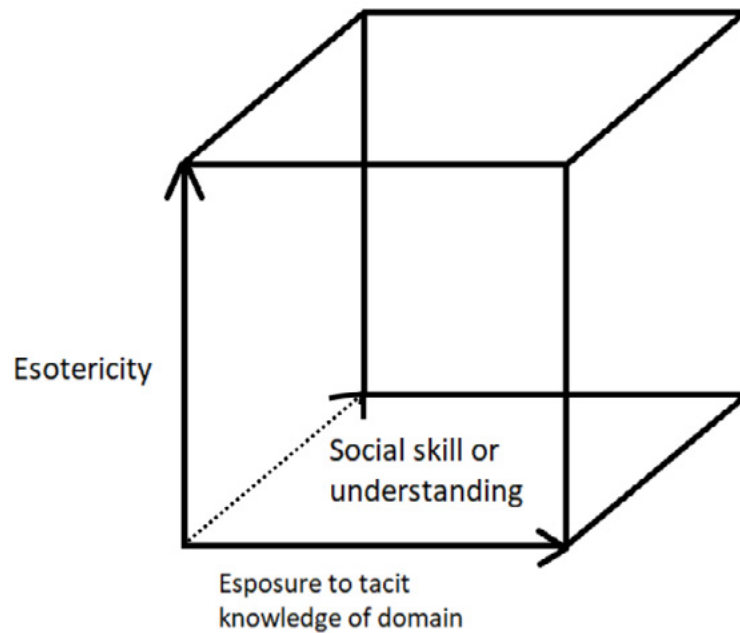 Esotericity
Social skill or
understanding
Esposure to tacit
knowledge of domain